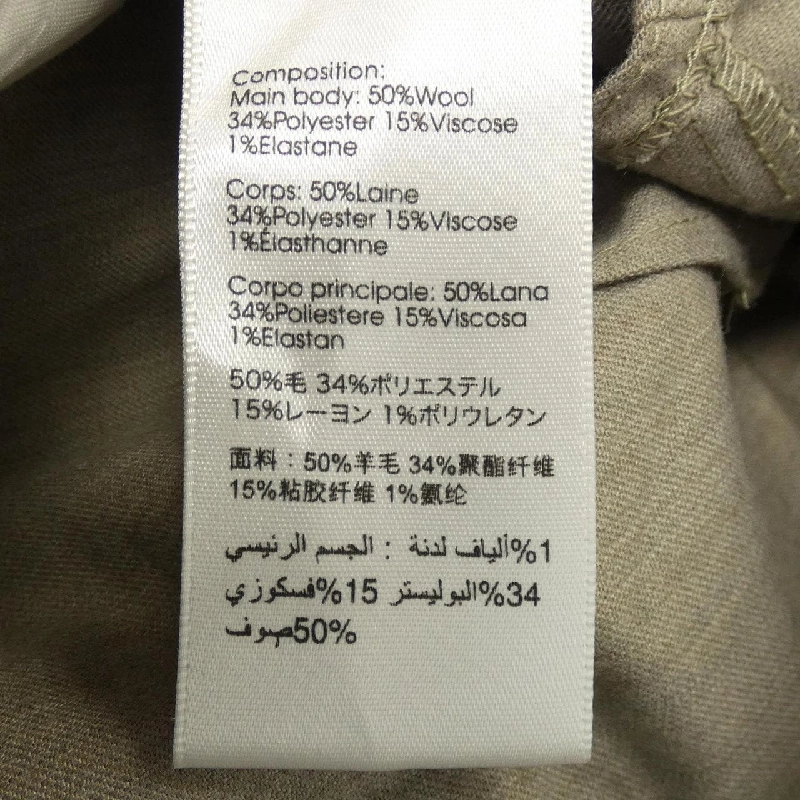 Composition:
Main body: 50%Wool
34%Polyester 15%Viscose
1%Elastane
Corps: 50%Laine
34%Polyester 15%Viscose
1%Élasthanne
Corpo principale: 50%Lana
34%Poliestere 15%Viscosa
1%Elastan
50%毛 34%ポリエステル
15%レーヨン 1%ポリウレタン
面料：50%羊毛 34%聚酯纤维
15%粘胶纤维 1%氨纶
الجسم الرئيسي : ألياف لدنة%1
34%البوليستر 15%فسكوزي
50%صوف